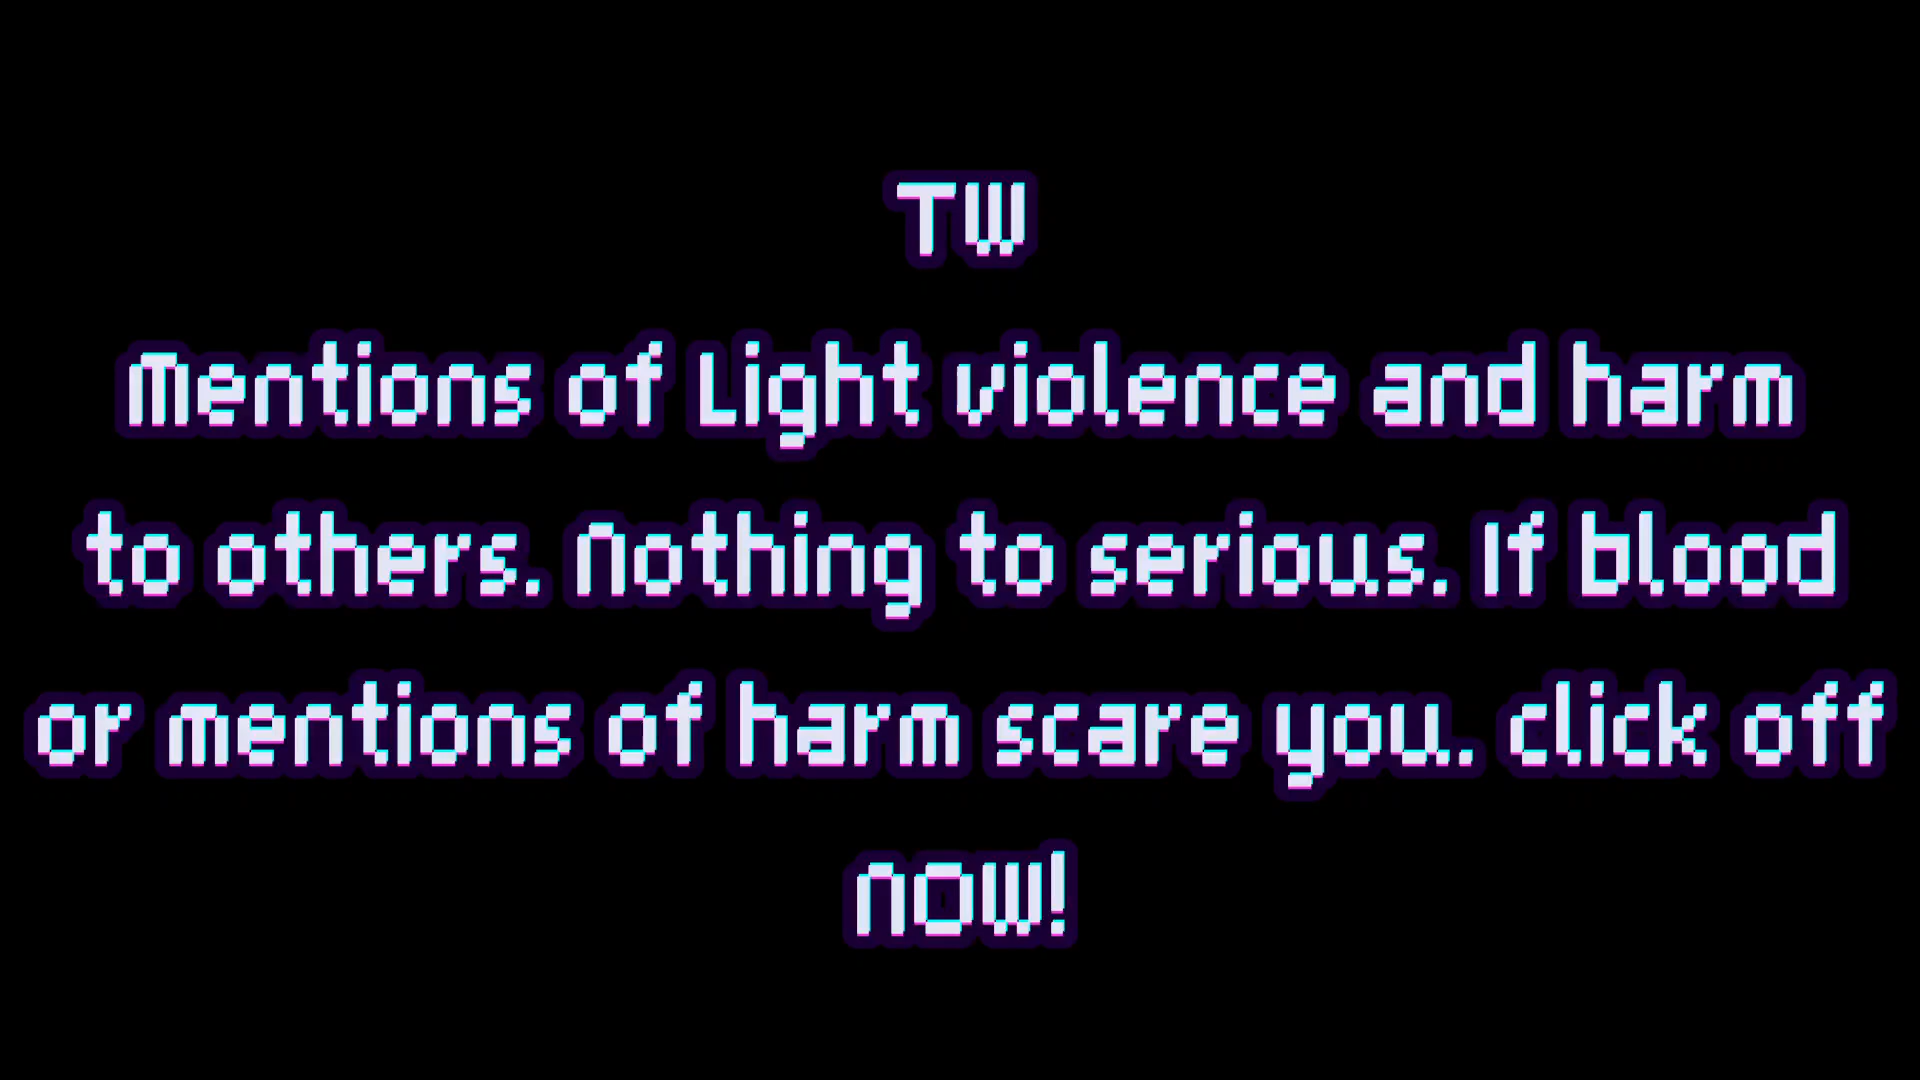 TW
Mentions of Light violence and harm
to others. Nothing to serious. If blood
or mentions of harm scare you. click off
NOW!